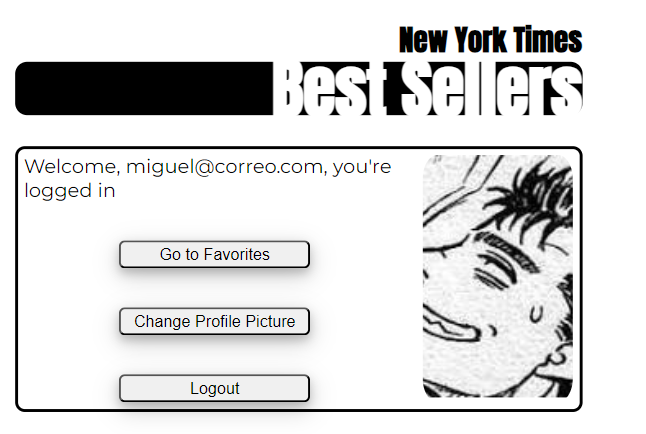 New York Times
Best Sellers
Welcome, miguel@correo.com, you're
logged in
Go to Favorites
Change Profile Picture
Logout